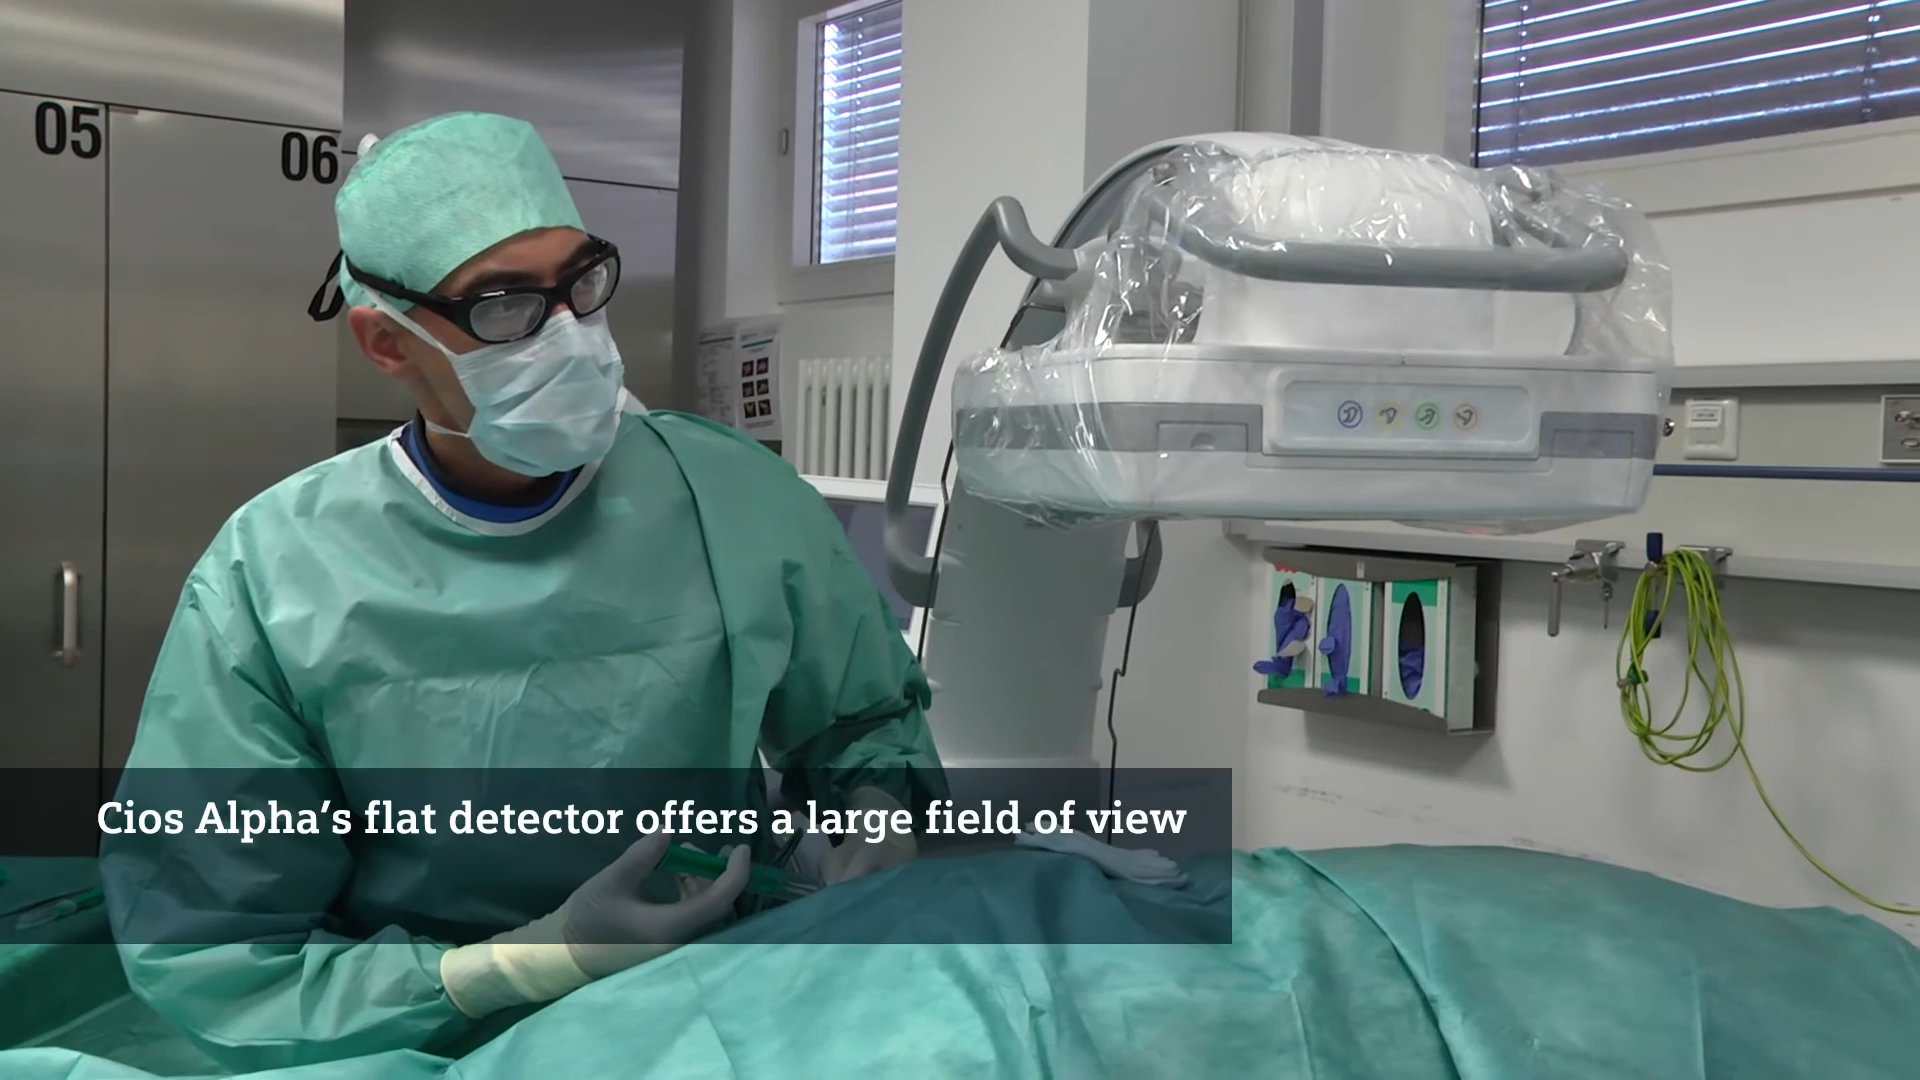 05
06
Cios Alpha’s flat detector offers a large field of view